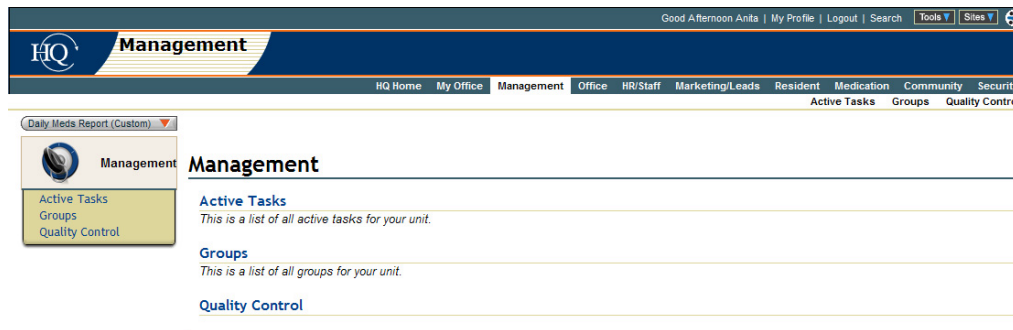 Good Afternoon Anita | My Profile | Logout | Search Tools Sites
HQ Management
HQ Home My Office Management Office HR/Staff Marketing/Leads Resident Medication Community Securit
Active Tasks Groups Quality Contro
Daily Meds Report (Custom)
Management
Management
Active Tasks
Groups
Quality Control
Active Tasks
This is a list of all active tasks for your unit.
Groups
This is a list of all groups for your unit.
Quality Control